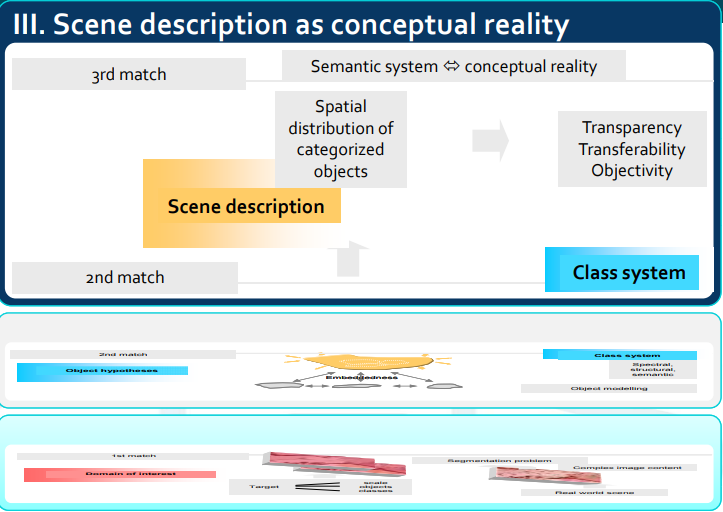 III. Scene description as conceptual reality
3rd match
Semantic system ⇔ conceptual reality
Spatial
distribution of
categorized
objects
Transparency
Transferability
Objectivity
Scene description
2nd match
Class system
2nd match
Object hypotheses
Embeddedness
Class system
Spectral,
structural,
semantic
Object modelling
1st match
Domain of interest
Target
scale
objects
classes
Segmentation problem
Complex image content
Real world scene